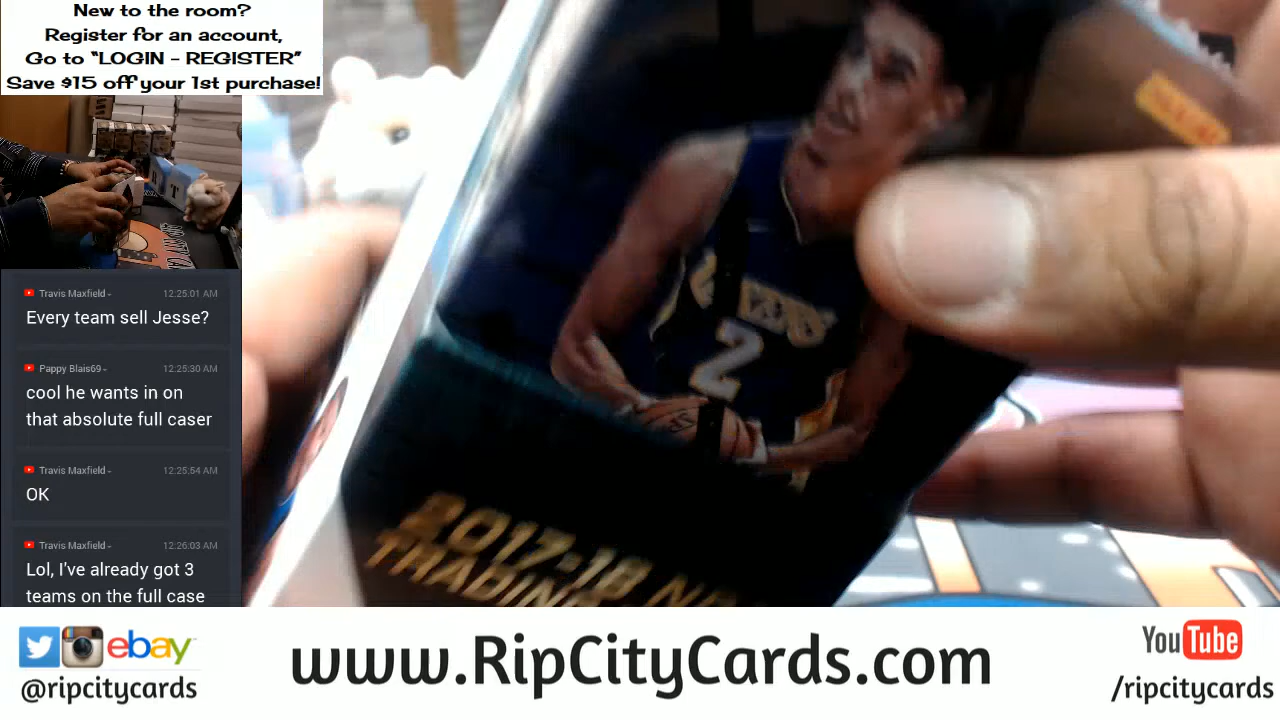 New to the room?
Register for an account,
Go to "LOGIN - REGISTER"
Save $15 off your 1st purchase!
Travis Maxfield - 12:25:01 AM
Every team sell Jesse?
Pappy Blais69 - 12:25:30 AM
cool he wants in on
that absolute full caser
Travis Maxfield - 12:25:54 AM
OK
Travis Maxfield - 12:26:03 AM
Lol, I've already got 3
teams on the full case
2
2017-18
ebay
@ripcitycards
www.RipCityCards.com
YouTube
/ripcitycards